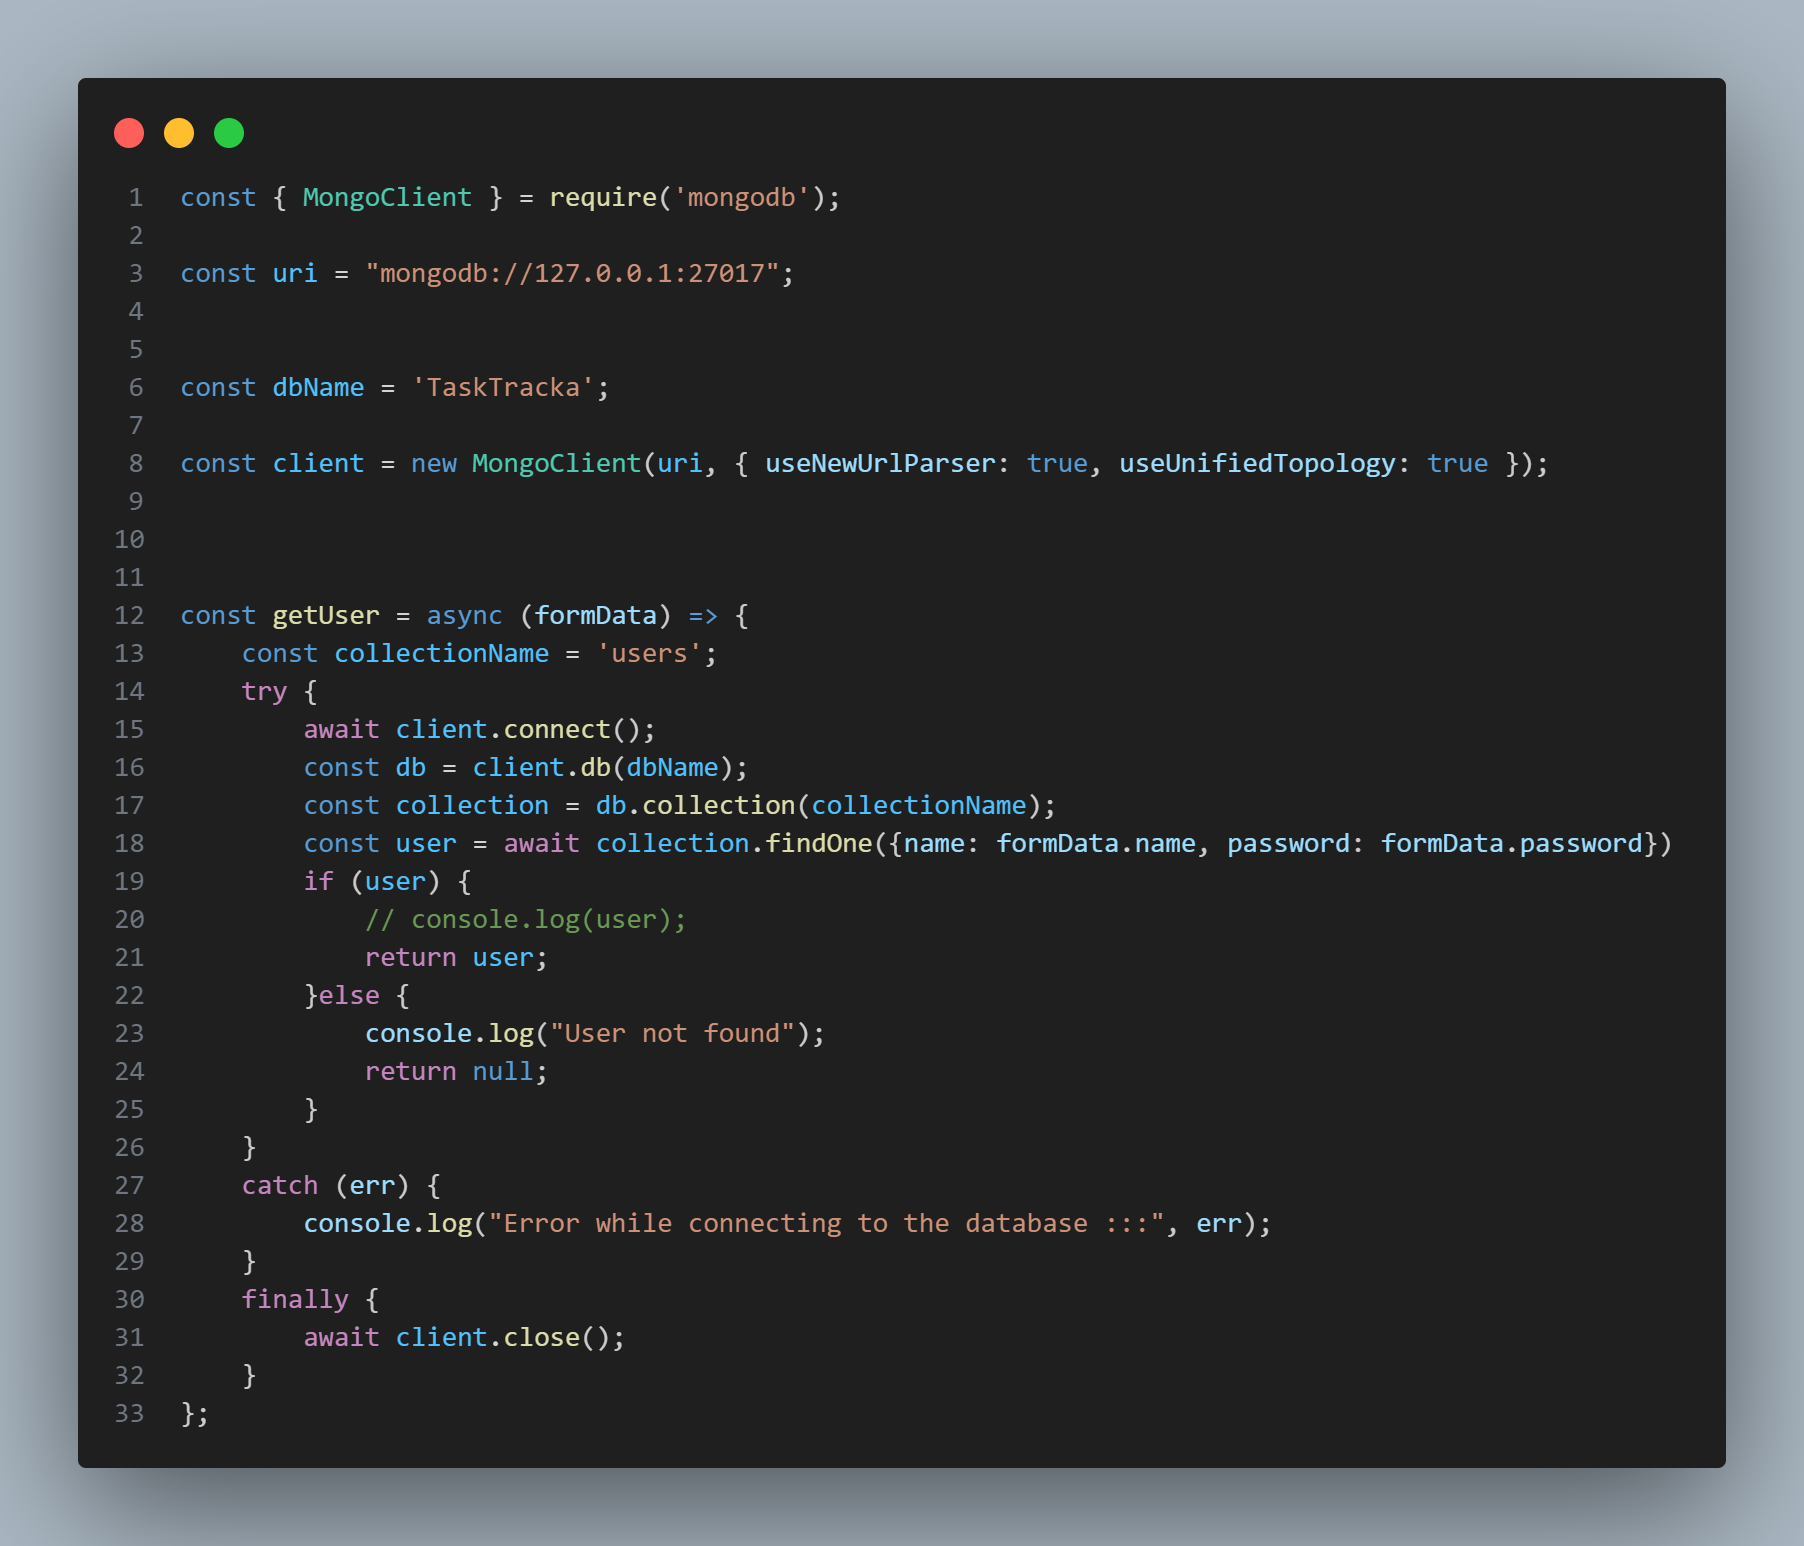 1 const { MongoClient } = require('mongodb');
2
3 const uri = "mongodb://127.0.0.1:27017";
4
5
6 const dbName = 'TaskTracka';
7
8 const client = new MongoClient(uri, { useNewUrlParser: true, useUnifiedTopology: true });
9
10
11
12 const getUser = async (formData) => {
13     const collectionName = 'users';
14     try {
15         await client.connect();
16         const db = client.db(dbName);
17         const collection = db.collection(collectionName);
18         const user = await collection.findOne({name: formData.name, password: formData.password})
19         if (user) {
20             // console.log(user);
21             return user;
22         }else {
23             console.log("User not found");
24             return null;
25         }
26     }
27     catch (err) {
28         console.log("Error while connecting to the database :::", err);
29     }
30     finally {
31         await client.close();
32     }
33 };